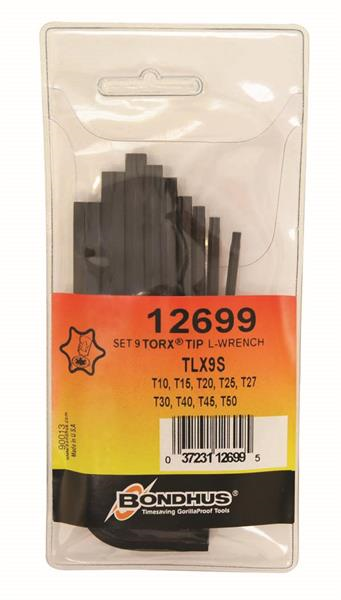 12699
SET 9 TORX® TIP L-WRENCH
TLX9S
T10, T15, T20, T25, T27
T30, T40, T45, T50
90013
Made in U.S.A.
0 37231 12699 5
BONDHUS®
Timesaving GorillaProof Tools